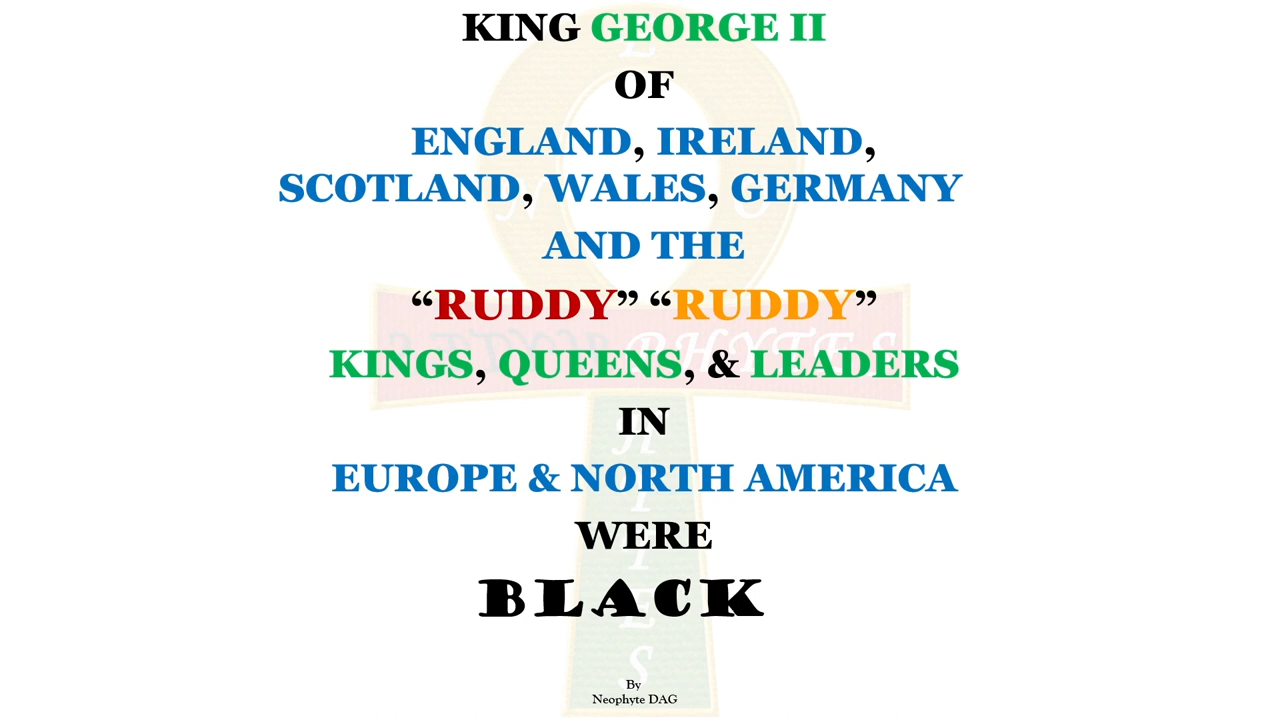 KING GEORGE II
OF
ENGLAND, IRELAND,
SCOTLAND, WALES, GERMANY
AND THE
“RUDDY” “RUDDY”
KINGS, QUEENS, & LEADERS
IN
EUROPE & NORTH AMERICA
WERE
BLACK
By
Neophyte DAG